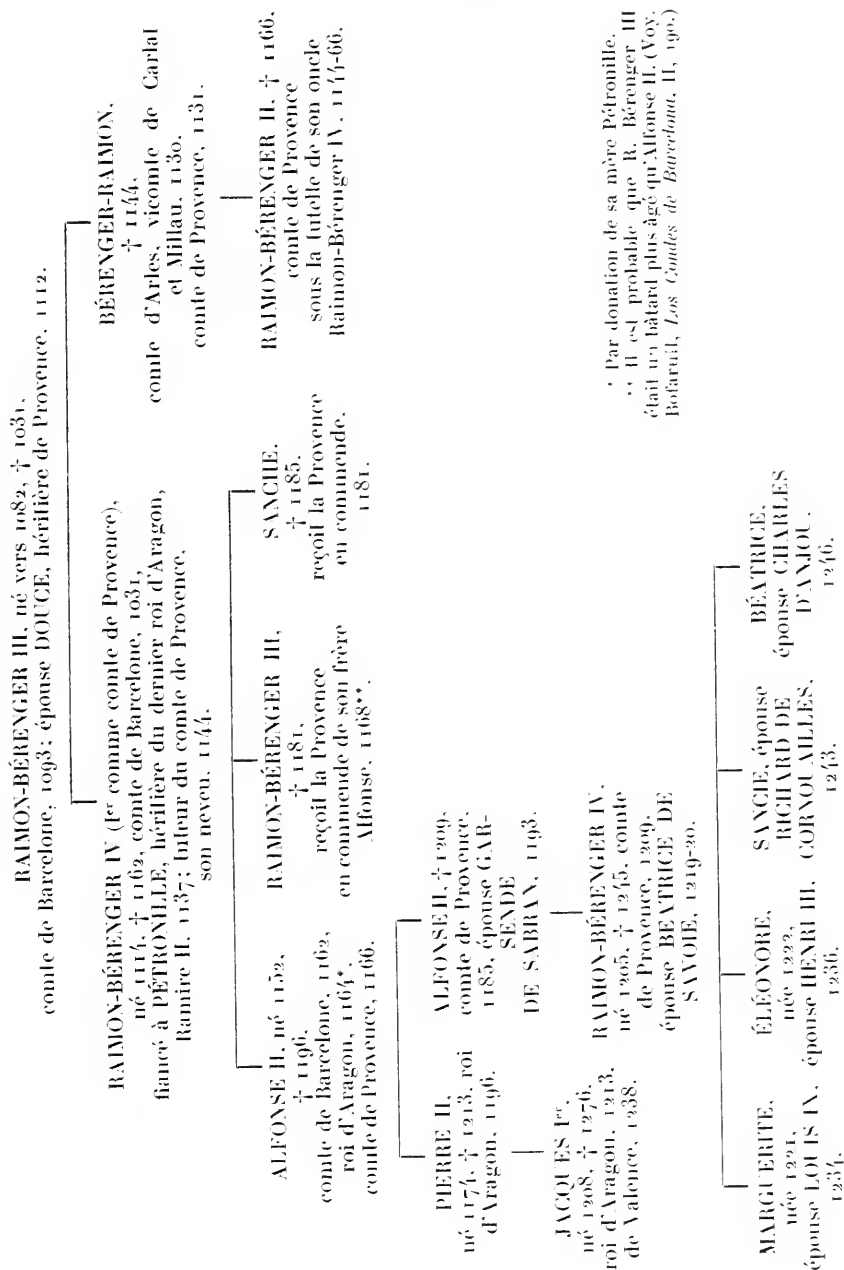 RAIMON-BÉRENGER III, né vers 1082, † 1031,
comte de Barcelone, 1093; épouse DOUCE, héritière de Provence, 1112.
RAIMON-BÉRENGER IV (Iᵉʳ comme comte de Provence),
né 1114, † 1162, comte de Barcelone, 1031,
fiancé à PÉTRONILLE, héritière du dernier roi d'Aragon,
Ramire II, 1137; tuteur du comte de Provence,
son neveu, 1144.
BÉRENGER-RAIMON,
† 1144,
comte d'Arles, vicomte de Carlat
et Millau, 1130,
comte de Provence, 1131.
ALFONSE II, né 1152,
† 1196,
comte de Barcelone, 1162,
roi d'Aragon, 1164*,
comte de Provence, 1166.
RAIMON-BÉRENGER III,
† 1181,
reçoit la Provence
en commende de son frère
Alfonse, 1168**.
SANCHE,
† 1185,
reçoit la Provence
en commende,
1181.
RAIMON-BÉRENGER II, † 1166,
comte de Provence
sous la tutelle de son oncle
Raimon-Bérenger IV, 1144-66.
PIERRE II,
né 1174, † 1213, roi
d'Aragon, 1196.
ALFONSE II, † 1209,
comte de Provence,
1185, épouse GAR-
SENDE
DE SABRAN, 1193.
JACQUES Iᵉʳ,
né 1208, † 1276,
roi d'Aragon, 1213,
de Valence, 1238.
RAIMON-BÉRENGER IV,
né 1205, † 1245, comte
de Provence, 1209,
épouse BÉATRICE DE
SAVOIE, 1219-20.
MARGUERITE,
née 1221,
épouse LOUIS IX,
1234.
ÉLÉONORE,
née 1222,
épouse HENRI III,
1236.
SANCIE, épouse
RICHARD DE
CORNOUAILLES,
1243.
BÉATRICE,
épouse CHARLES
D'ANJOU,
1246.
* Par donation de sa mère Pétronille.
** Il est probable que R. Bérenger III
était un bâtard plus âgé qu'Alfonse II. (Voy.
Bofarull, Los Condes de Barcelona, II, 190.)